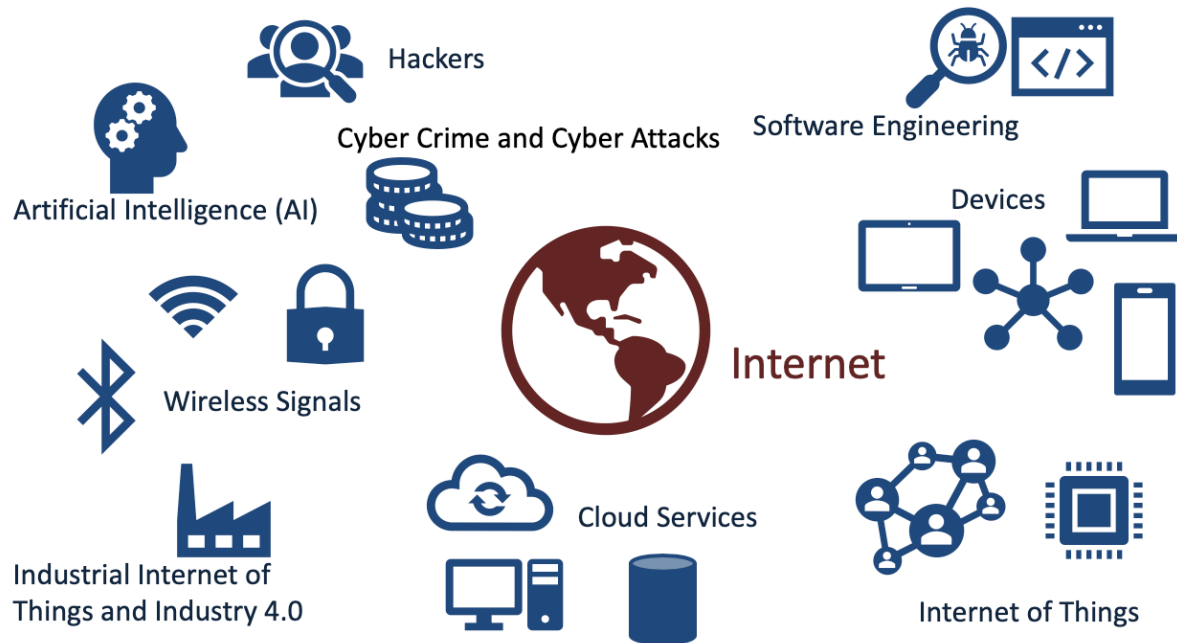 Hackers
Cyber Crime and Cyber Attacks
Software Engineering
</>
Artificial Intelligence (AI)
Devices
Internet
Wireless Signals
Cloud Services
Industrial Internet of
Things and Industry 4.0
Internet of Things